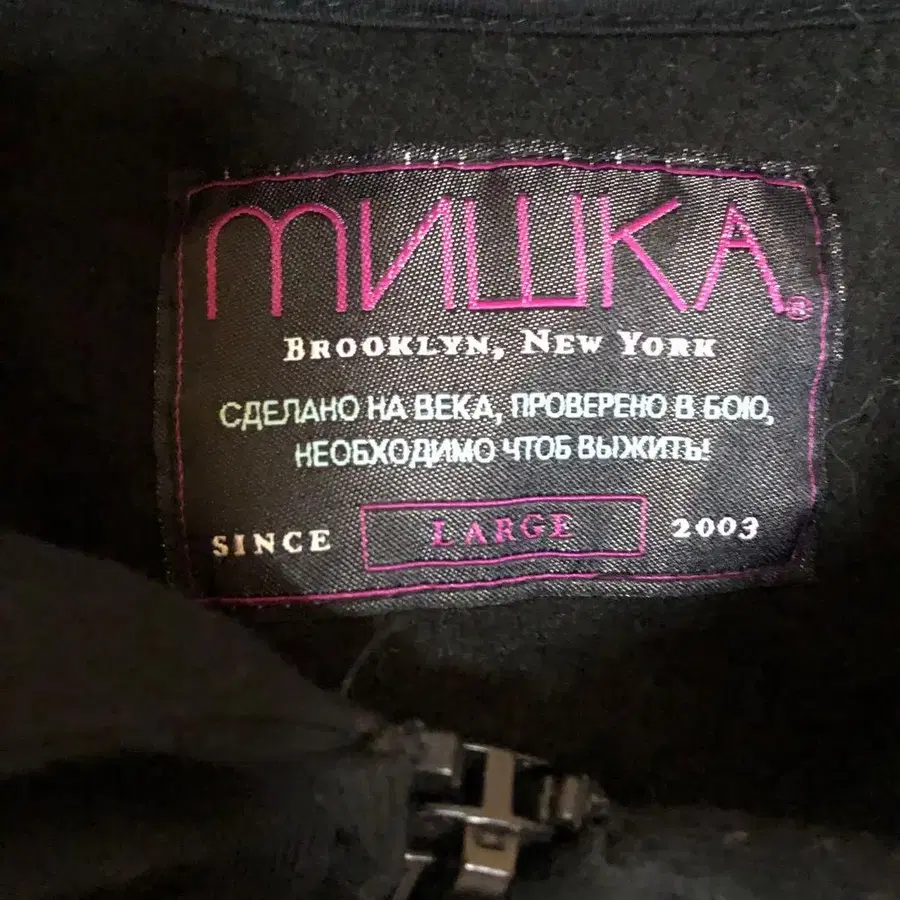 МИШКА®
BROOKLYN, NEW YORK
СДЕЛАНО НА ВЕКА, ПРОВЕРЕНО В БОЮ,
НЕОБХОДИМО ЧТОБ ВЫЖИТЬ!
SINCE LARGE 2003